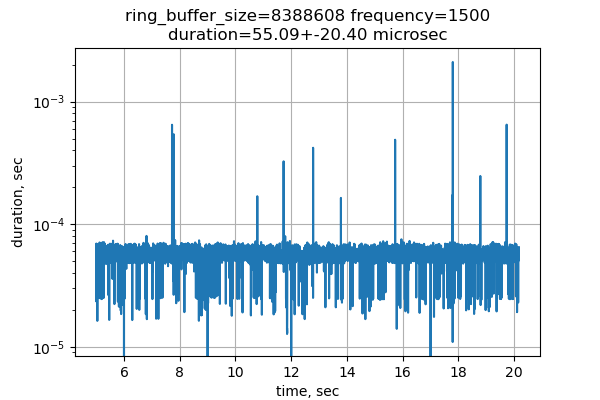 ring_buffer_size=8388608 frequency=1500
duration=55.09+-20.40 microsec
10−3
10−4
10−5
duration, sec
6 8 10 12 14 16 18 20
time, sec